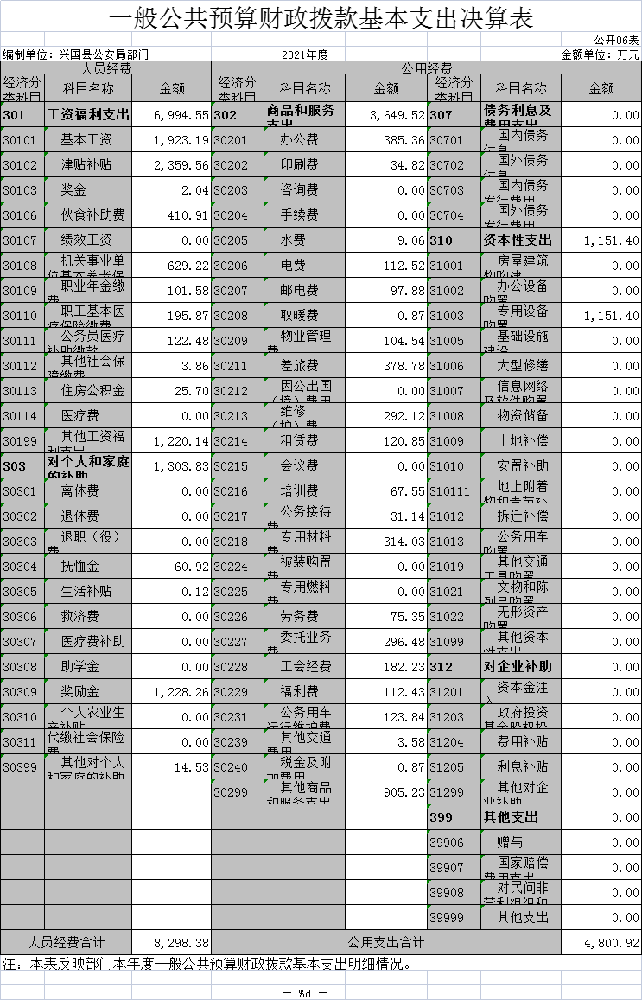 一般公共预算财政拨款基本支出决算表
公开06表
编制单位：兴国县公安局部门 2021年度 金额单位：万元
人员经费 公用经费
经济分类科目 科目名称 金额 经济分类科目 科目名称 金额 经济分类科目 科目名称 金额
301 工资福利支出 6,994.55 302 商品和服务支出 3,649.52 307 债务利息及费用支出 0.00
30101 基本工资 1,923.19 30201 办公费 385.36 30701 国内债务付息 0.00
30102 津贴补贴 2,359.56 30202 印刷费 34.82 30702 国外债务付息 0.00
30103 奖金 2.04 30203 咨询费 0.00 30703 国内债务发行费用 0.00
30106 伙食补助费 410.91 30204 手续费 0.00 30704 国外债务发行费用 0.00
30107 绩效工资 0.00 30205 水费 9.06 310 资本性支出 1,151.40
30108 机关事业单位基本养老保 629.22 30206 电费 112.52 31001 房屋建筑物购建 0.00
30109 职业年金缴费 101.58 30207 邮电费 97.88 31002 办公设备购置 0.00
30110 职工基本医疗保险缴费 195.87 30208 取暖费 0.87 31003 专用设备购置 1,151.40
30111 公务员医疗补助缴款 122.48 30209 物业管理费 104.54 31005 基础设施建设 0.00
30112 其他社会保障缴费 3.86 30211 差旅费 378.78 31006 大型修缮 0.00
30113 住房公积金 25.70 30212 因公出国（境）费用 0.00 31007 信息网络及软件购置 0.00
30114 医疗费 0.00 30213 维修（护）费 292.12 31008 物资储备 0.00
30199 其他工资福利支出 1,220.14 30214 租赁费 120.85 31009 土地补偿 0.00
303 对个人和家庭的补助 1,303.83 30215 会议费 0.00 31010 安置补助 0.00
30301 离休费 0.00 30216 培训费 67.55 310111 地上附着物和青苗补 0.00
30302 退休费 0.00 30217 公务接待费 31.14 31012 拆迁补偿 0.00
30303 退职（役）费 0.00 30218 专用材料费 314.03 31013 公务用车购置 0.00
30304 抚恤金 60.92 30224 被装购置费 0.00 31019 其他交通工具购置 0.00
30305 生活补贴 0.12 30225 专用燃料费 0.00 31021 文物和陈列品购置 0.00
30306 救济费 0.00 30226 劳务费 75.35 31022 无形资产购置 0.00
30307 医疗费补助 0.00 30227 委托业务费 296.48 31099 其他资本性支出 0.00
30308 助学金 0.00 30228 工会经费 182.23 312 对企业补助 0.00
30309 奖励金 1,228.26 30229 福利费 112.43 31201 资本金注入 0.00
30310 个人农业生产补贴 0.00 30231 公务用车运行维护费 123.84 31203 政府投资基金股权投 0.00
30311 代缴社会保险费 0.00 30239 其他交通费用 3.58 31204 费用补贴 0.00
30399 其他对个人和家庭的补助 14.53 30240 税金及附加费用 0.87 31205 利息补贴 0.00
30299 其他商品和服务支出 905.23 31299 其他对企业补助 0.00
399 其他支出 0.00
39906 赠与 0.00
39907 国家赔偿费用支出 0.00
39908 对民间非营利组织和 0.00
39999 其他支出 0.00
人员经费合计 8,298.38 公用支出合计 4,800.92
注：本表反映部门本年度一般公共预算财政拨款基本支出明细情况。
— %d —